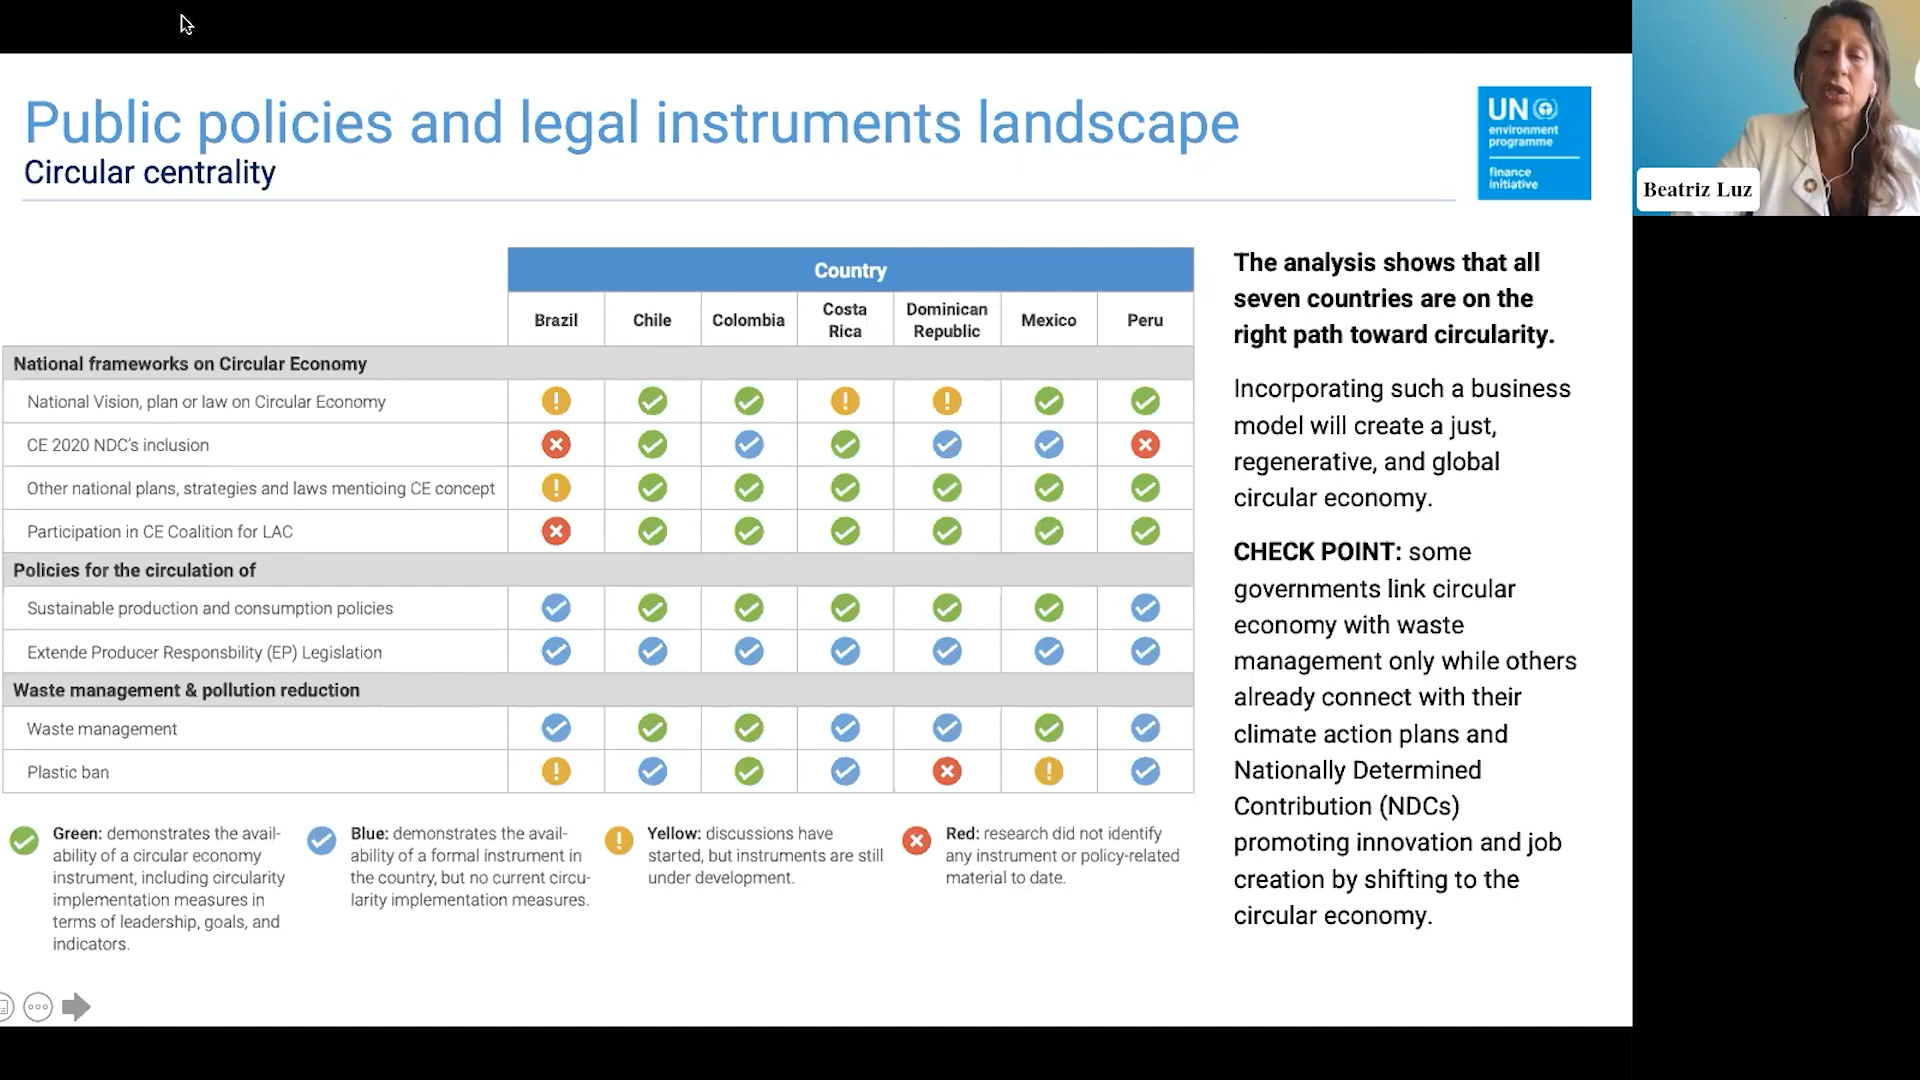 Public policies and legal instruments landscape
Circular centrality
UN
environment
programme
finance
initiative
Beatriz Luz
Country
Brazil
Chile
Colombia
Costa
Rica
Dominican
Republic
Mexico
Peru
National frameworks on Circular Economy
National Vision, plan or law on Circular Economy
CE 2020 NDC's inclusion
Other national plans, strategies and laws mentioing CE concept
Participation in CE Coalition for LAC
Policies for the circulation of
Sustainable production and consumption policies
Extende Producer Responsbility (EP) Legislation
Waste management & pollution reduction
Waste management
Plastic ban
Green: demonstrates the avail-
ability of a circular economy
instrument, including circularity
implementation measures in
terms of leadership, goals, and
indicators.
Blue: demonstrates the avail-
ability of a formal instrument in
the country, but no current circu-
larity implementation measures.
Yellow: discussions have
started, but instruments are still
under development.
Red: research did not identify
any instrument or policy-related
material to date.
The analysis shows that all
seven countries are on the
right path toward circularity.
Incorporating such a business
model will create a just,
regenerative, and global
circular economy.
CHECK POINT: some
governments link circular
economy with waste
management only while others
already connect with their
climate action plans and
Nationally Determined
Contribution (NDCs)
promoting innovation and job
creation by shifting to the
circular economy.